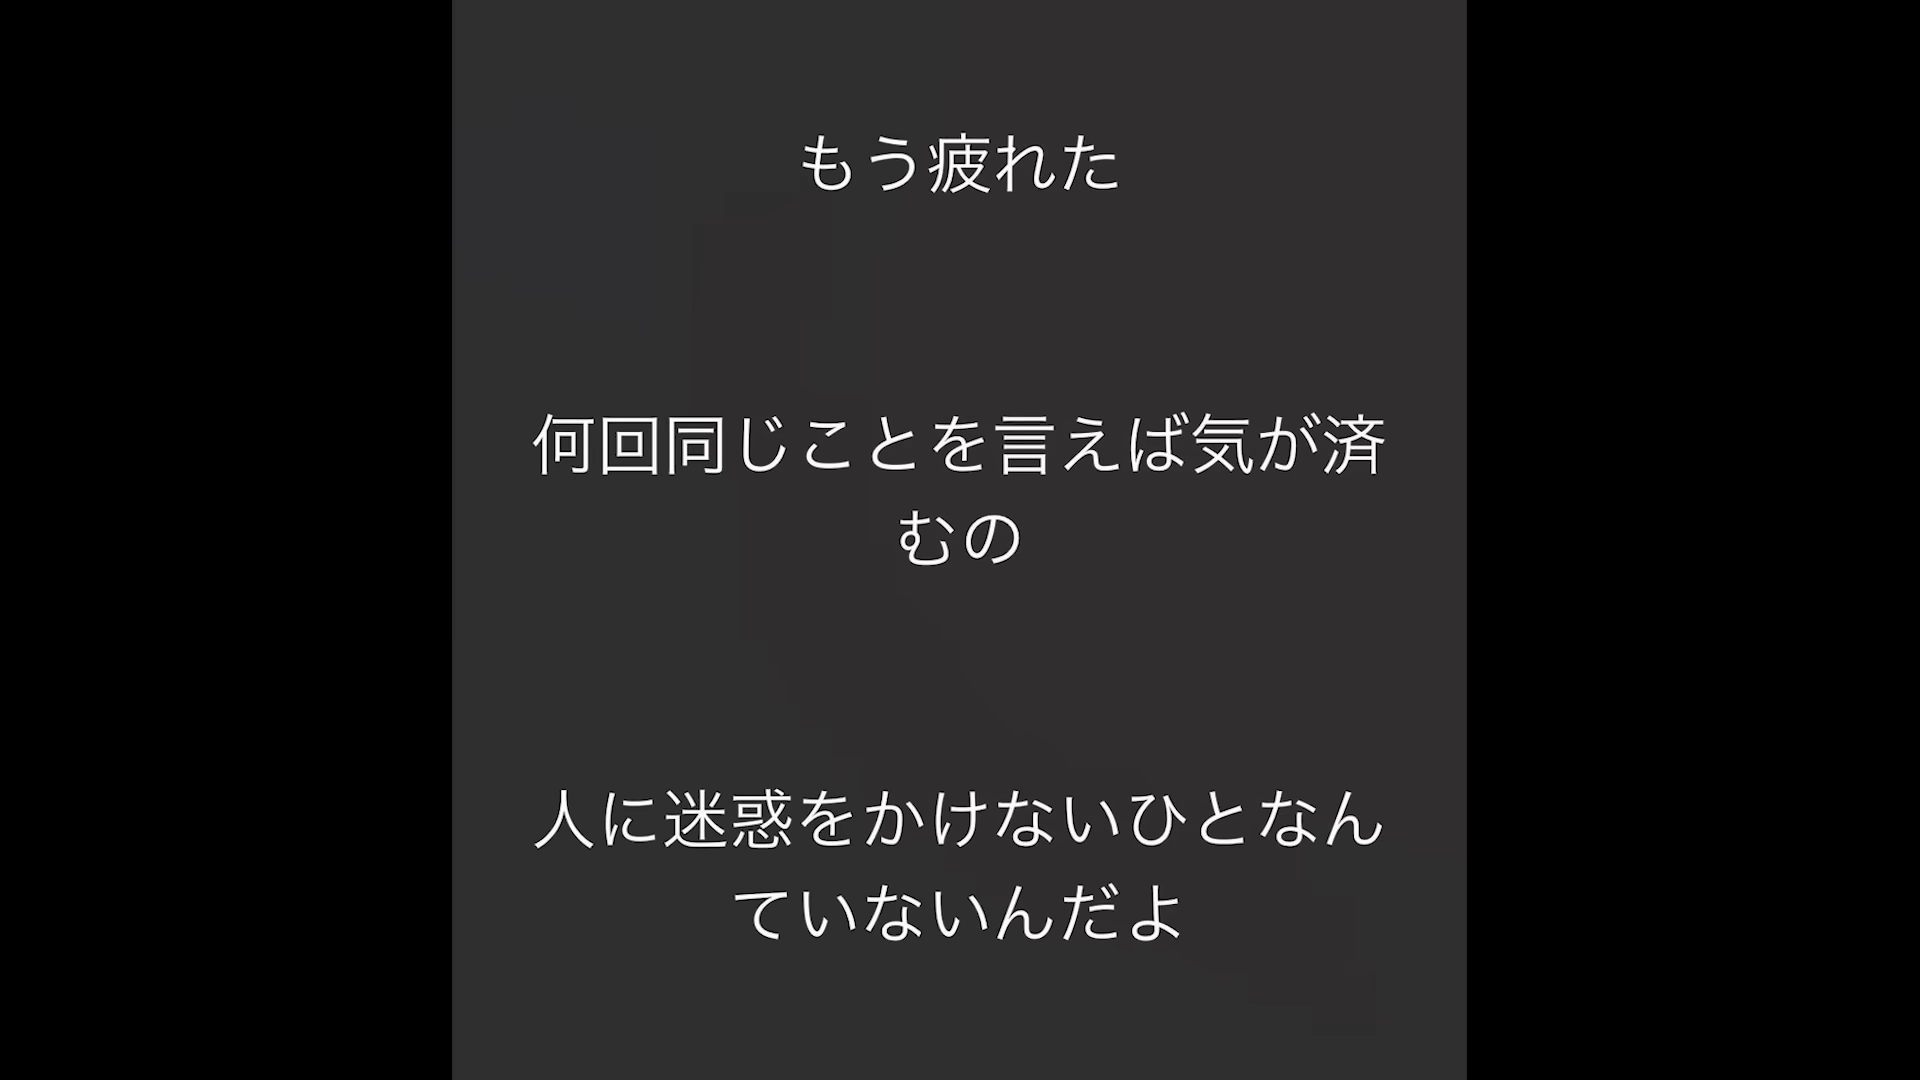 もう疲れた
何回同じことを言えば気が済
むの
人に迷惑をかけないひとなん
ていないんだよ